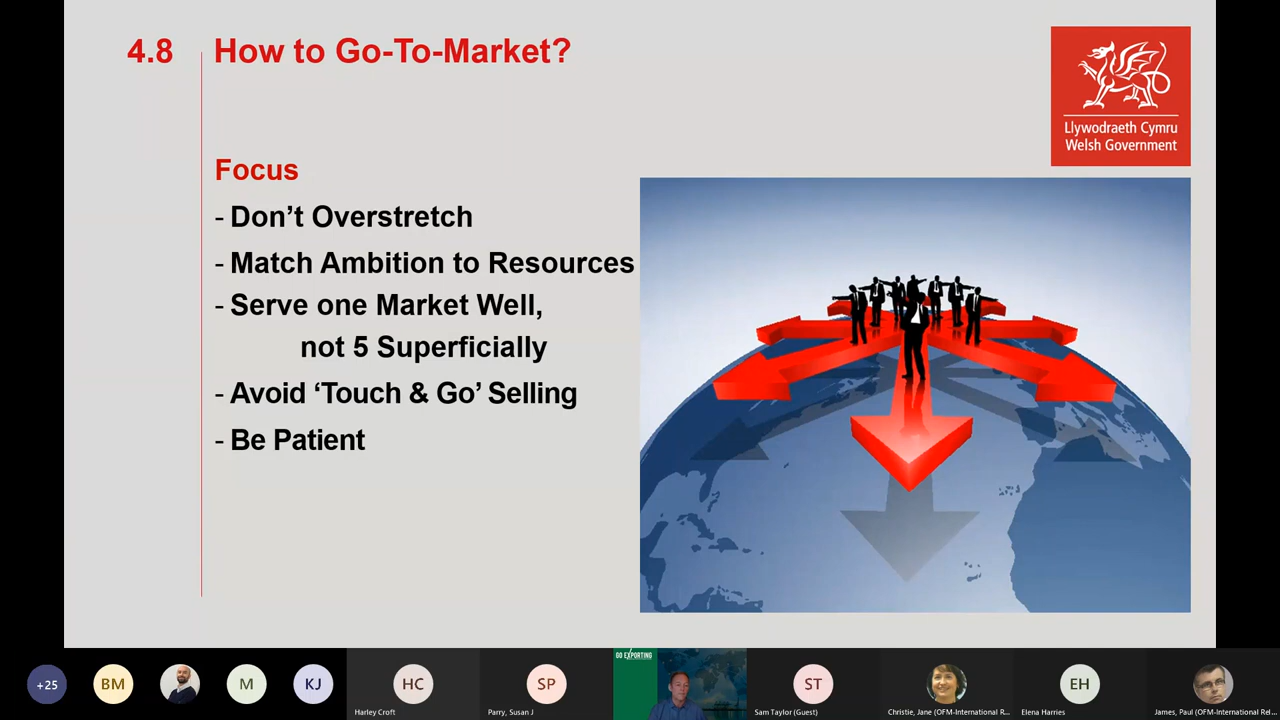 4.8 How to Go-To-Market?
Llywodraeth Cymru
Welsh Government
Focus
- Don’t Overstretch
- Match Ambition to Resources
- Serve one Market Well,
not 5 Superficially
- Avoid ‘Touch & Go’ Selling
- Be Patient
GO EXPORTING
+25
BM
M
KJ
HC
SP
ST
EH
Harley Croft
Parry, Susan J
Sam Taylor (Guest)
Christie, Jane (OFM-International R...
Elena Harries
James, Paul (OFM-International Rel...